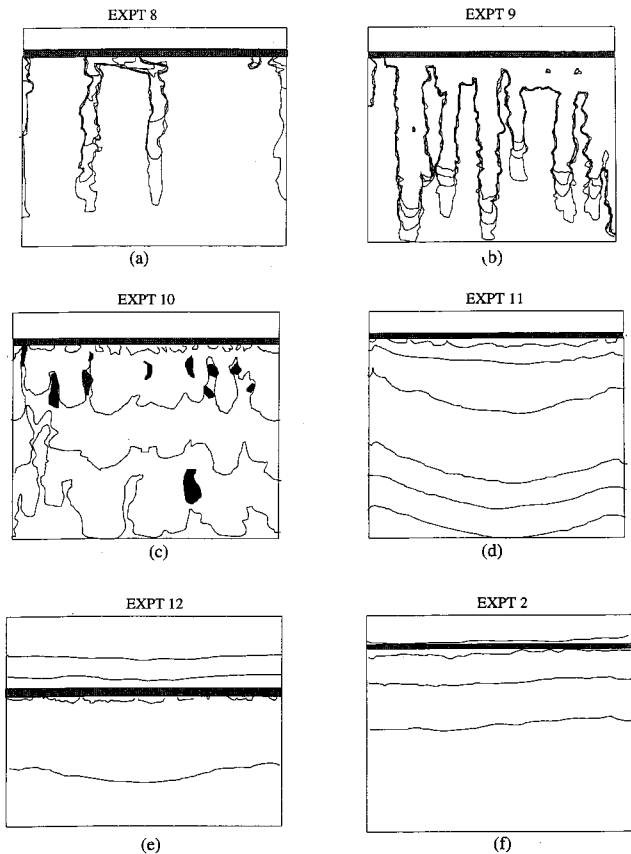 EXPT 8
EXPT 9
(a)
(b)
EXPT 10
EXPT 11
(c)
(d)
EXPT 12
EXPT 2
(e)
(f)